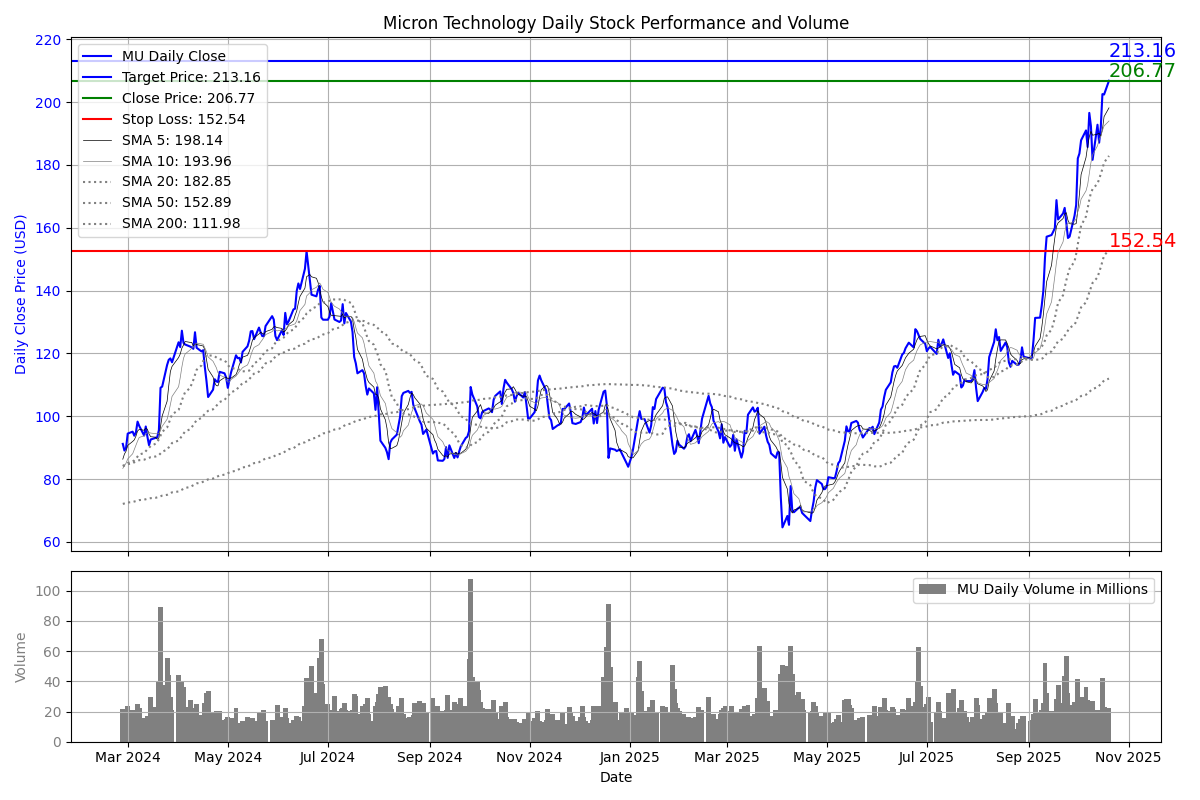 Micron Technology Daily Stock Performance and Volume
220
200
180
160
140
120
100
80
60
Daily Close Price (USD)
MU Daily Close
Target Price: 213.16
Close Price: 206.77
Stop Loss: 152.54
SMA 5: 198.14
SMA 10: 193.96
SMA 20: 182.85
SMA 50: 152.89
SMA 200: 111.98
213.16
206.77
152.54
100
80
60
40
20
0
Volume
MU Daily Volume in Millions
Mar 2024 May 2024 Jul 2024 Sep 2024 Nov 2024 Jan 2025 Mar 2025 May 2025 Jul 2025 Sep 2025 Nov 2025
Date